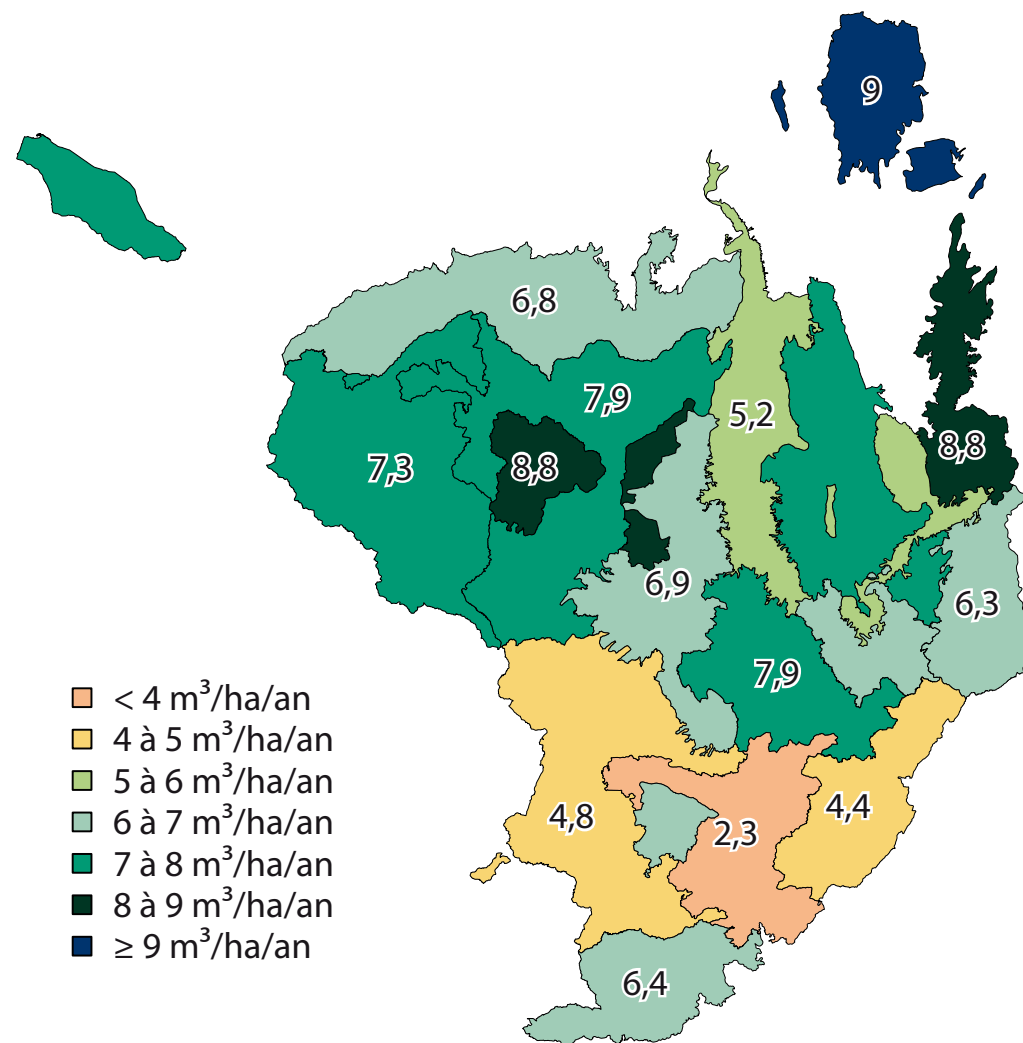 9
6,8
7,9
5,2
7,3
8,8
8,8
6,9
6,3
7,9
< 4 m³/ha/an
4 à 5 m³/ha/an
5 à 6 m³/ha/an
6 à 7 m³/ha/an
7 à 8 m³/ha/an
8 à 9 m³/ha/an
≥ 9 m³/ha/an
4,8
2,3
4,4
6,4